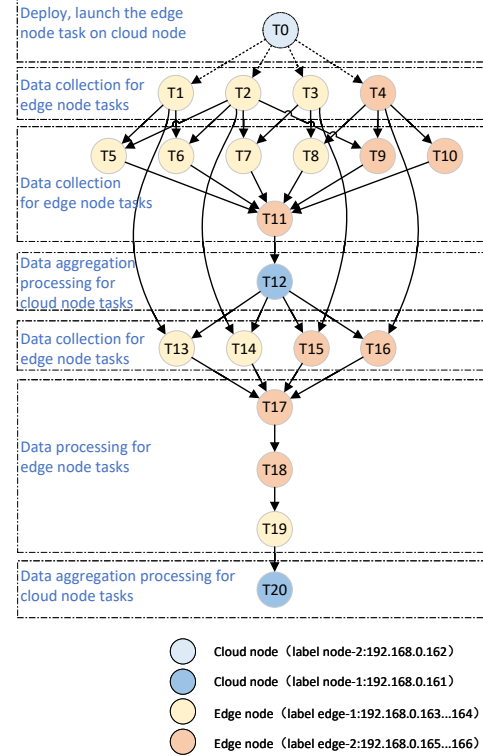 Deploy, launch the edge
node task on cloud node
T0
Data collection for
edge node tasks
T1 T2 T3 T4
T5 T6 T7 T8 T9 T10
Data collection
for edge node tasks
T11
Data aggregation
processing for
cloud node tasks
T12
Data collection for
edge node tasks
T13 T14 T15 T16
T17
Data processing for
edge node tasks
T18
T19
Data aggregation processing for
cloud node tasks
T20
Cloud node（label node-2:192.168.0.162）
Cloud node（label node-1:192.168.0.161）
Edge node（label edge-1:192.168.0.163...164）
Edge node（label edge-2:192.168.0.165...166）